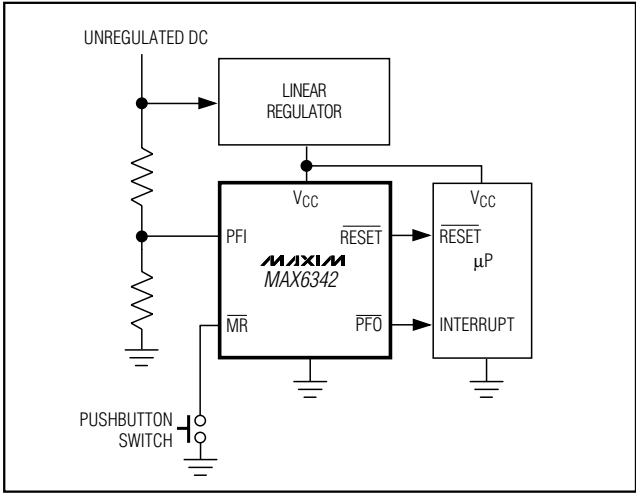 UNREGULATED DC
LINEAR
REGULATOR
VCC
VCC
PFI
RESET
RESET
MAXIM
MAX6342
µP
MR
PFO
INTERRUPT
PUSHBUTTON
SWITCH